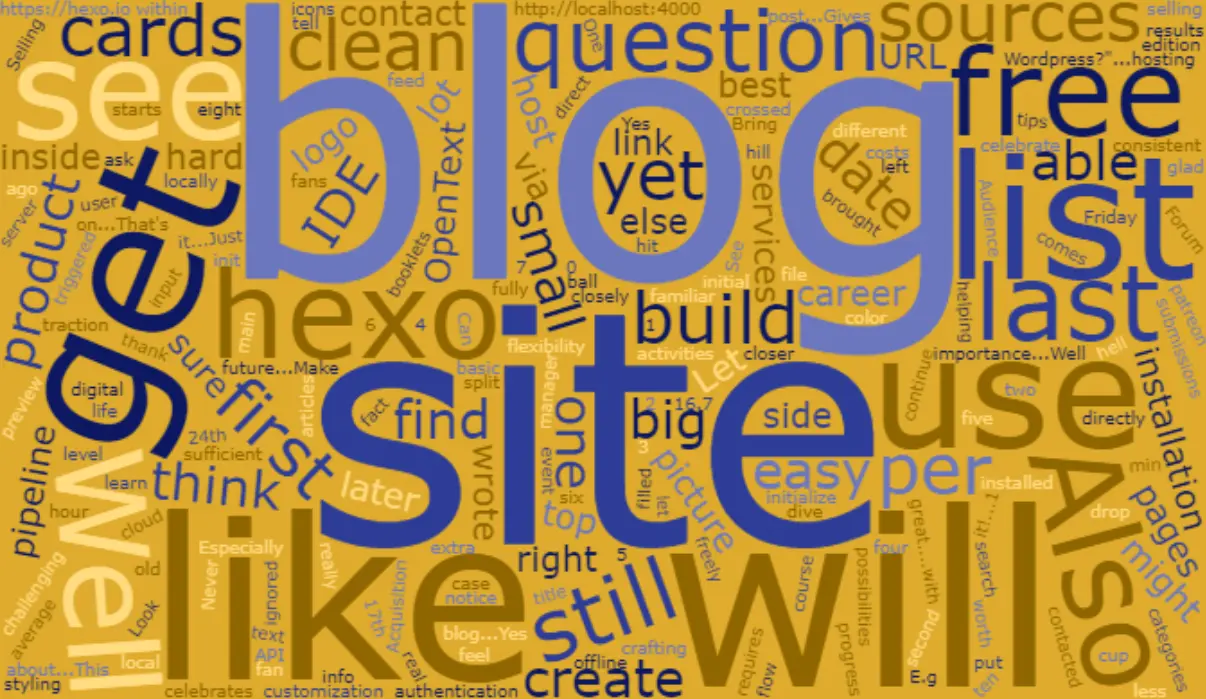 https://hexo.io within
icons
tell
contact
http://localhost:4000
post...Gives
sources
selling
results
edition
Selling
cards
clean
question
One
URL
Wordpress?"...hosting
see
blog
feed
lot
host
direct
best
crossed
Bring
free
tips
starts
eight
logo
IDE
fans
OpenText
Yes
link
yet
else
hit
different
costs
left
date
brought
celebrate
consistent
able
glad
inside
ask
hard
locally
via
hill
services
list
Audience
Friday
comes
Forum
ago
user
server
product
on...That's
get
it...Just
init
triggered
input
booklets
small
See
initial
file
familiar
career
color
helping
last
patreon
submissions
hexo
6
4
7
0
fully
ball
closely
Can
1
build
main
traction
thank
sure
future...Make
flexibility
activities
closer
importance...Well
hell
preview
digital
life
first
articles
fact
basic
split
manager
Let
site
use
continue
two
five
directly
installation
find
one
2
16,7
big
3
side
24th
sufficient
level
learn
think
later
wrote
event
six
filled
let
picture
easy
per
initialize
dive
installed
Also
min
pages
drop
might
pipeline
hour
cloud
Well
old
challenging
average
Look
like
Especially
Never
ignored
really
extra
top
right
5
freely
will
four
great....with
it!...1
search
worth
possibilities
course
case
notice
title
still
text
API
fan
17th
Acquisition
blog...Yes
feel
real
offline
crafting
create
requires
flow
progress
second
E.g
put
ten
contacted
categories
cup
less
about...This
local
styling
celebrates
info
customization
authentication